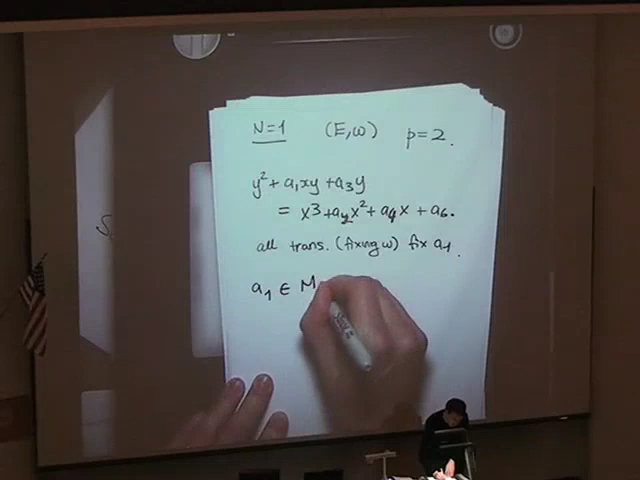 N=1 (E,ω) p=2.
y² + a₁xy + a₃y
= x3 + a₂x² + a₄x + a₆.
all trans. (fixing ω) fix a₁.
a₁ ∈ M